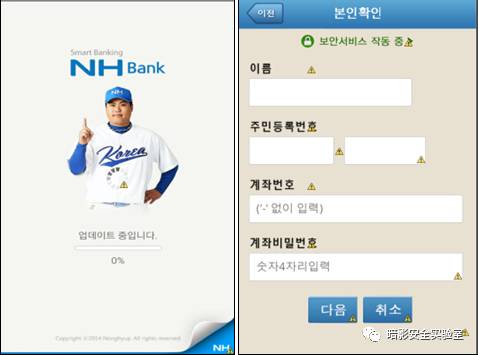 Smart Banking
NH Bank
NH
Korea
업데이트 중입니다.
0%
Copyright ©2014 Nonghyup. All rights reserved
NH
이전
본인확인
보안서비스 작동 중
이름
주민등록번호
계좌번호
('-' 없이 입력)
계좌비밀번호
숫자4자리입력
다음
취소
暗影安全实验室